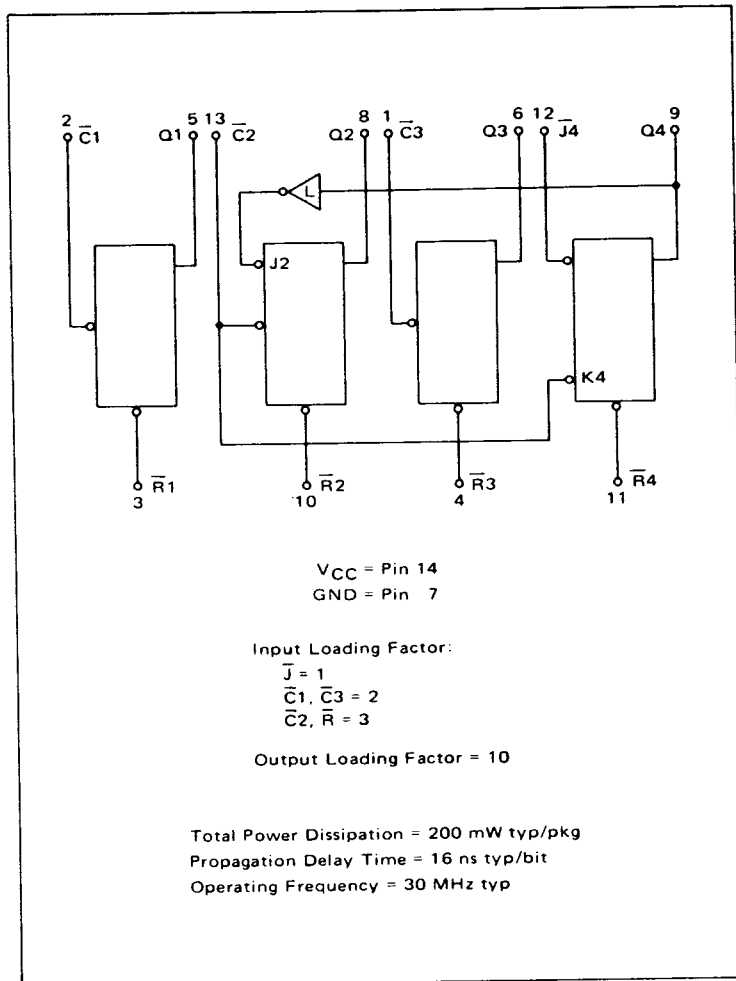 2 C̅1 5 Q1 13 C̅2 8 Q2 1 C̅3 6 Q3 12 J̅4 9 Q4
L
J2
K4
R̅1 R̅2 R̅3 R̅4
3 10 4 11
VCC = Pin 14
GND = Pin 7
Input Loading Factor:
J̅ = 1
C̅1, C̅3 = 2
C̅2, R̅ = 3
Output Loading Factor = 10
Total Power Dissipation = 200 mW typ/pkg
Propagation Delay Time = 16 ns typ/bit
Operating Frequency = 30 MHz typ